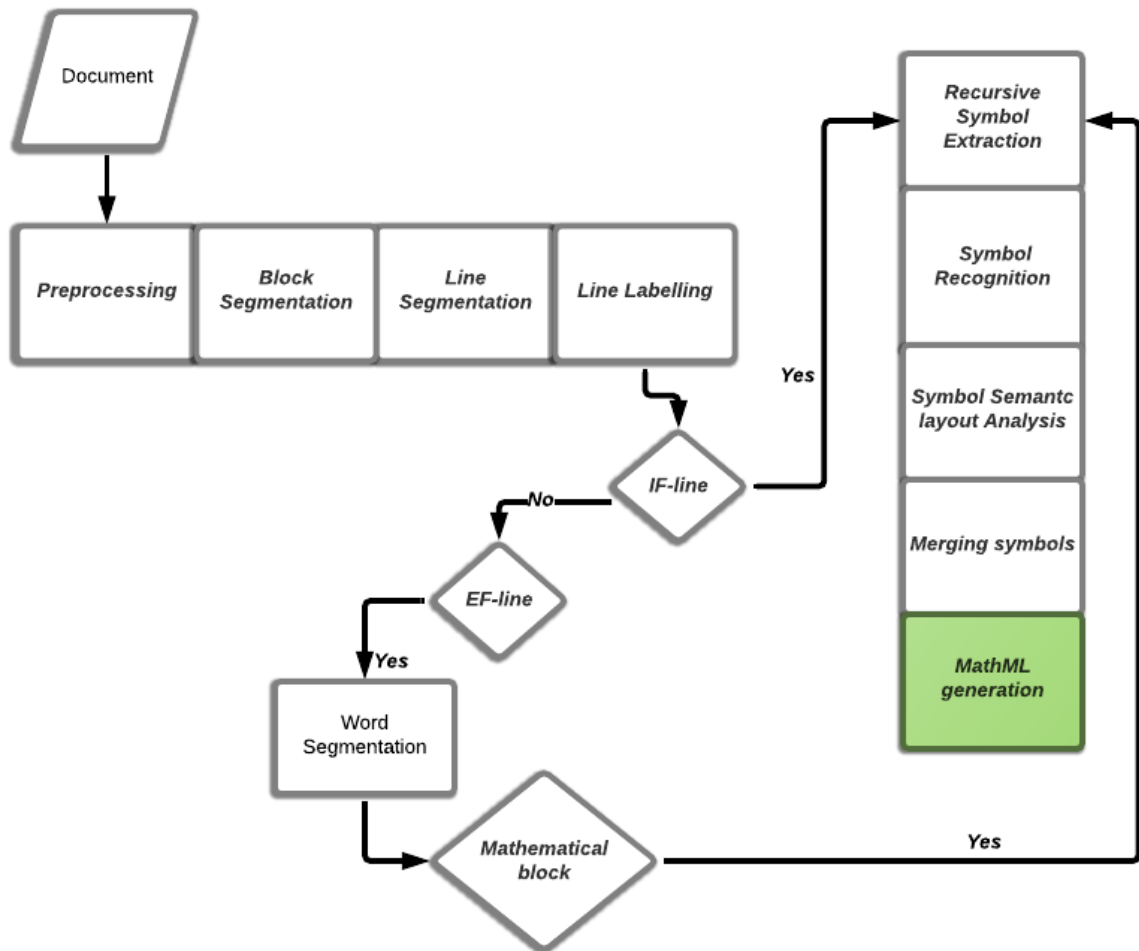 Document
Preprocessing
Block
Segmentation
Line
Segmentation
Line Labelling
IF-line
Yes
No
EF-line
Yes
Word
Segmentation
Mathematical
block
Yes
Recursive
Symbol
Extraction
Symbol
Recognition
Symbol Semantc
layout Analysis
Merging symbols
MathML
generation